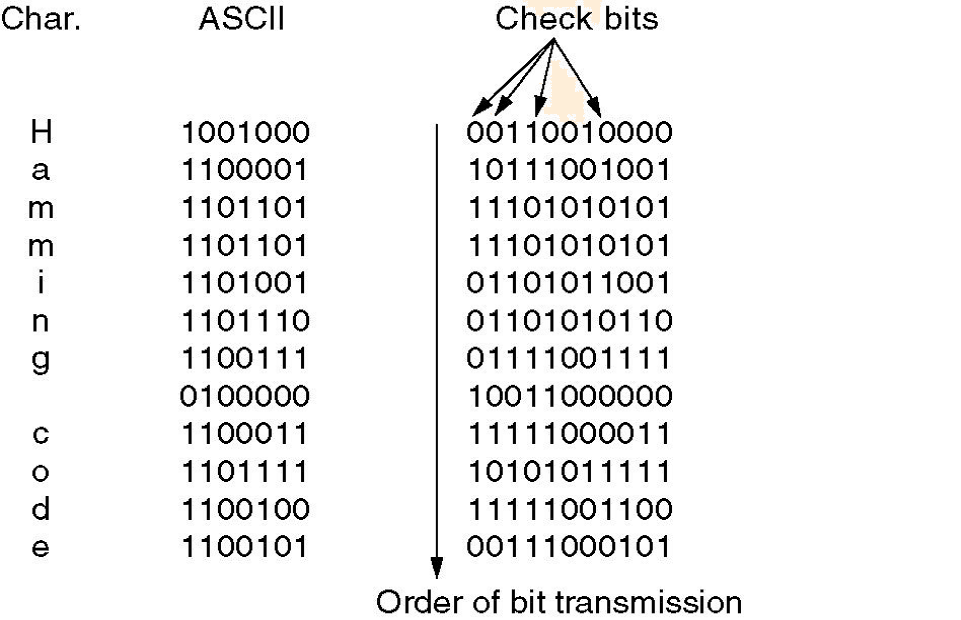 Char. ASCII Check bits
H 1001000 00110010000
a 1100001 10111001001
m 1101101 11101010101
m 1101101 11101010101
i 1101001 01101011001
n 1101110 01101010110
g 1100111 01111001111
0100000 10011000000
c 1100011 11111000011
o 1101111 10101011111
d 1100100 11111001100
e 1100101 00111000101
Order of bit transmission